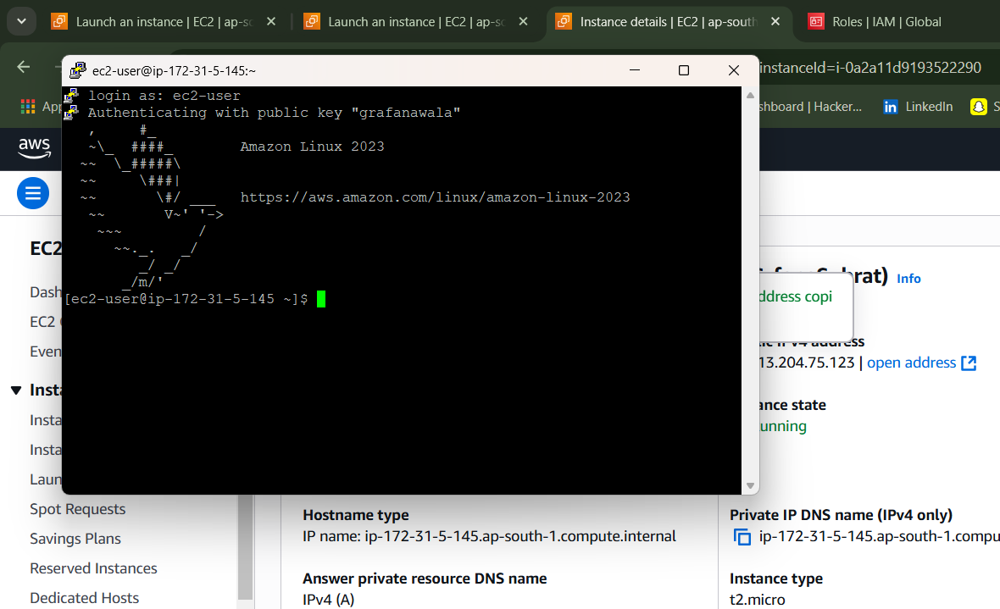 Launch an instance | EC2 | ap-sc
Launch an instance | EC2 | ap-sc
Instance details | EC2 | ap-south
Roles | IAM | Global
instanceId=i-0a2a11d9193522290
App
shboard | Hacker...
LinkedIn
S
aws
ec2-user@ip-172-31-5-145:~
login as: ec2-user
Authenticating with public key "grafanawala"
   ,     #_
   ~\_  ####_        Amazon Linux 2023
  ~~  \_#####\
  ~~     \###|
  ~~       \#/ ___   https://aws.amazon.com/linux/amazon-linux-2023
   ~~       V~' '->
    ~~~         /
      ~~._.   _/
         _/ _/
       _/m/'
[ec2-user@ip-172-31-5-145 ~]$
EC2
Dash
EC2
Even
Insta
Insta
Insta
Laun
Spot Requests
Savings Plans
Reserved Instances
Dedicated Hosts
rat) Info
ddress copi
IPv4 address
13.204.75.123 | open address
ance state
unning
Hostname type
IP name: ip-172-31-5-145.ap-south-1.compute.internal
Answer private resource DNS name
IPv4 (A)
Private IP DNS name (IPv4 only)
ip-172-31-5-145.ap-south-1.compu
Instance type
t2.micro